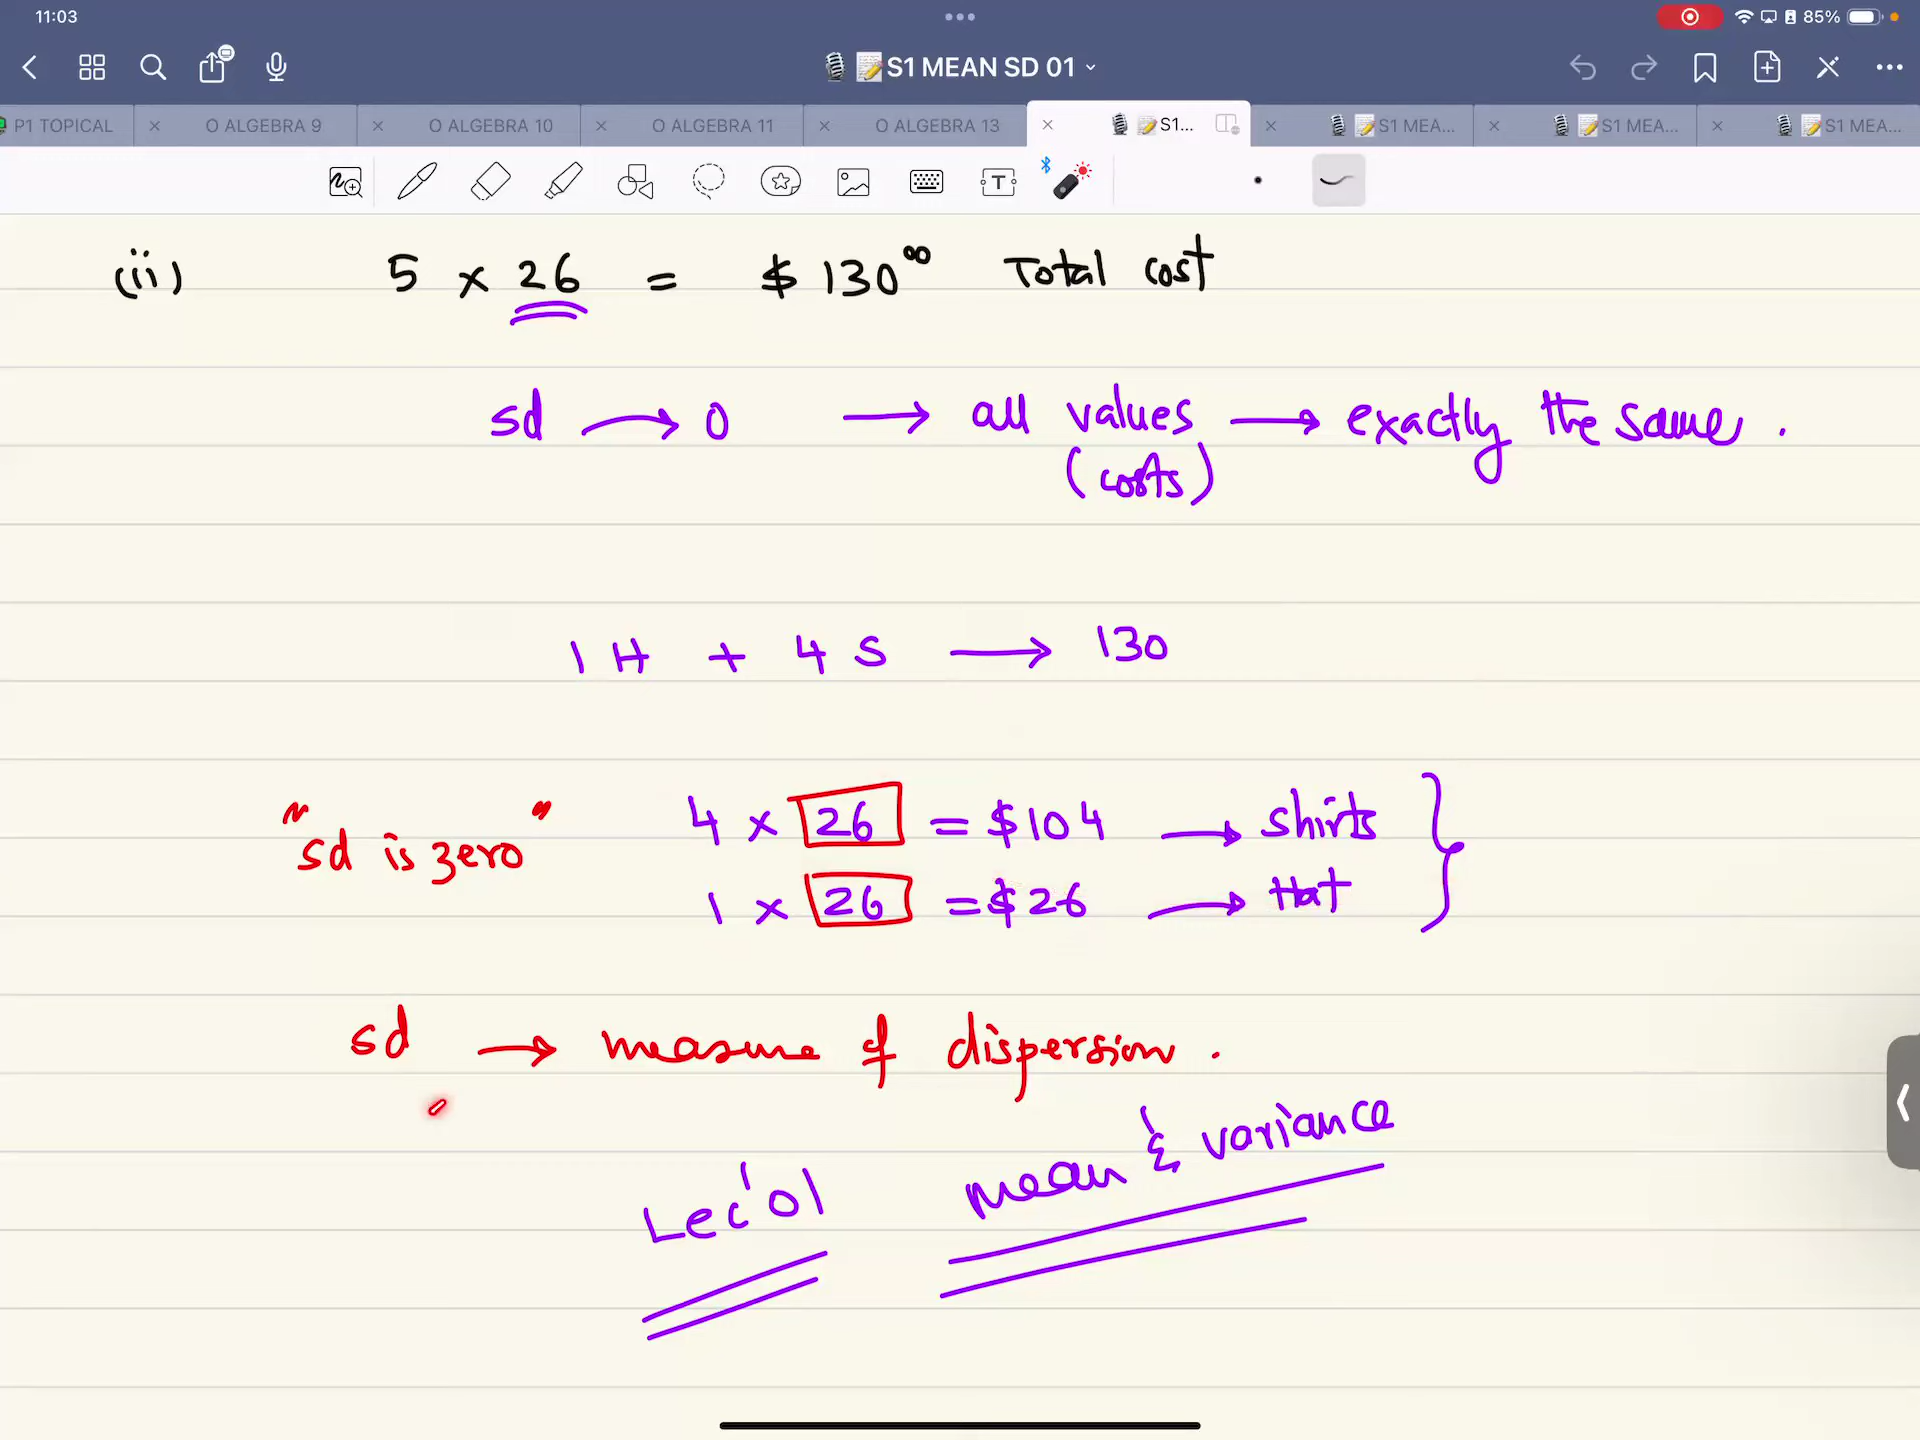 11:03
85%
S1 MEAN SD 01
P1 TOPICAL
O ALGEBRA 9
O ALGEBRA 10
O ALGEBRA 11
O ALGEBRA 13
S1...
S1 MEA...
S1 MEA...
S1 MEA...
(ii) 5 × 26 = $ 130⁰⁰ Total cost
sd → 0 → all values → exactly the same .
(costs)
1 H + 4 S → 130
4 × 26 = $104 → shirts
"sd is zero"
1 × 26 = $26 → Hat
sd → measure of dispersion .
Lec'01 mean & variance